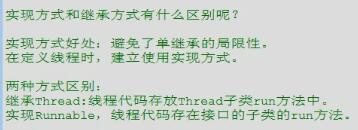 实现方式和继承方式有什么区别呢?
实现方式好处：避免了单继承的局限性。
在定义线程时，建立使用实现方式。
两种方式区别：
继承Thread:线程代码存放Thread子类run方法中。
实现Runnable，线程代码存在接口的子类的run方法。